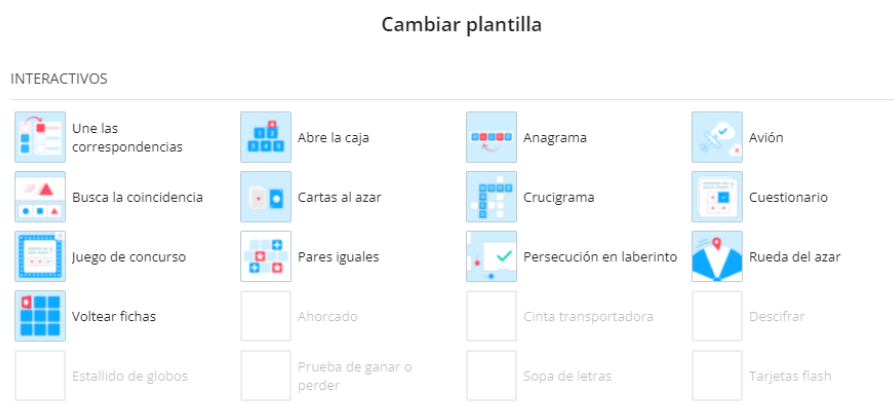 Cambiar plantilla
INTERACTIVOS
Une las
correspondencias
Abre la caja
Anagrama
Avión
Busca la coincidencia
Cartas al azar
Crucigrama
Cuestionario
Juego de concurso
Pares iguales
Persecución en laberinto
Rueda del azar
Voltear fichas
Ahorcado
Cinta transportadora
Descifrar
Estallido de globos
Prueba de ganar o
perder
Sopa de letras
Tarjetas flash